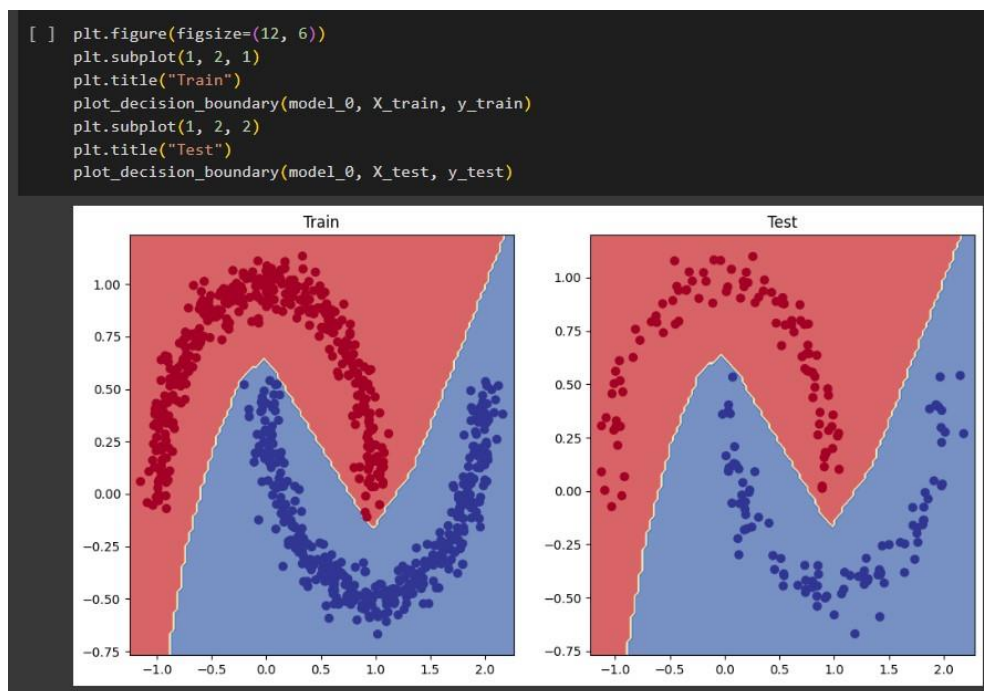 [ ] plt.figure(figsize=(12, 6))
plt.subplot(1, 2, 1)
plt.title("Train")
plot_decision_boundary(model_0, X_train, y_train)
plt.subplot(1, 2, 2)
plt.title("Test")
plot_decision_boundary(model_0, X_test, y_test)
Train
1.00
0.75
0.50
0.25
0.00
−0.25
−0.50
−0.75
−1.0 −0.5 0.0 0.5 1.0 1.5 2.0
Test
1.00
0.75
0.50
0.25
0.00
−0.25
−0.50
−0.75
−1.0 −0.5 0.0 0.5 1.0 1.5 2.0